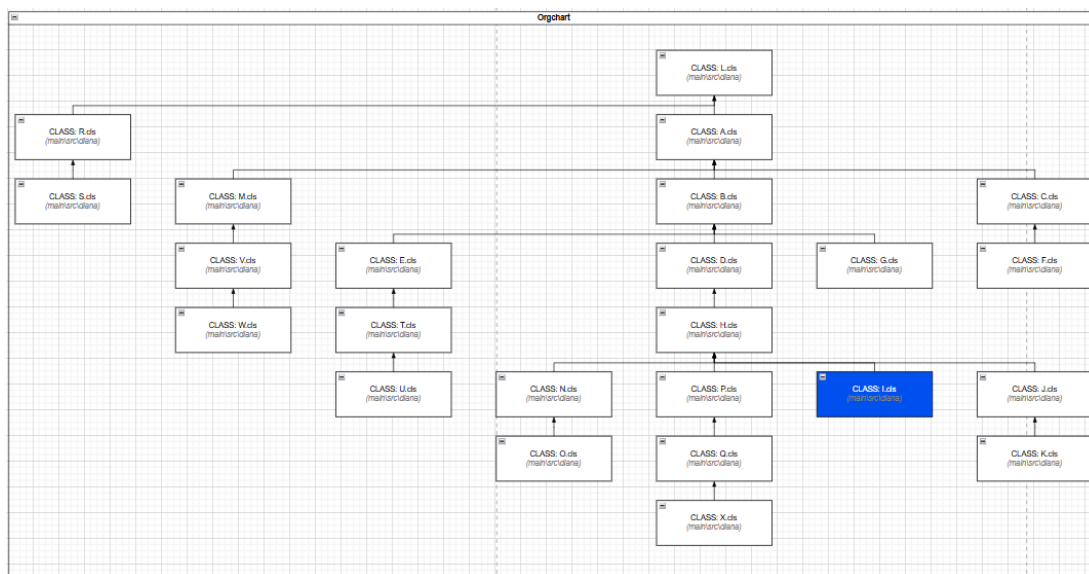 Orgchart
CLASS: L.cls
(main\src\diana)
CLASS: R.cls
(main\src\diana)
CLASS: A.cls
(main\src\diana)
CLASS: S.cls
(main\src\diana)
CLASS: M.cls
(main\src\diana)
CLASS: B.cls
(main\src\diana)
CLASS: C.cls
(main\src\diana)
CLASS: V.cls
(main\src\diana)
CLASS: E.cls
(main\src\diana)
CLASS: D.cls
(main\src\diana)
CLASS: G.cls
(main\src\diana)
CLASS: F.cls
(main\src\diana)
CLASS: W.cls
(main\src\diana)
CLASS: T.cls
(main\src\diana)
CLASS: H.cls
(main\src\diana)
CLASS: U.cls
(main\src\diana)
CLASS: N.cls
(main\src\diana)
CLASS: P.cls
(main\src\diana)
CLASS: I.cls
(main\src\diana)
CLASS: J.cls
(main\src\diana)
CLASS: O.cls
(main\src\diana)
CLASS: Q.cls
(main\src\diana)
CLASS: K.cls
(main\src\diana)
CLASS: X.cls
(main\src\diana)